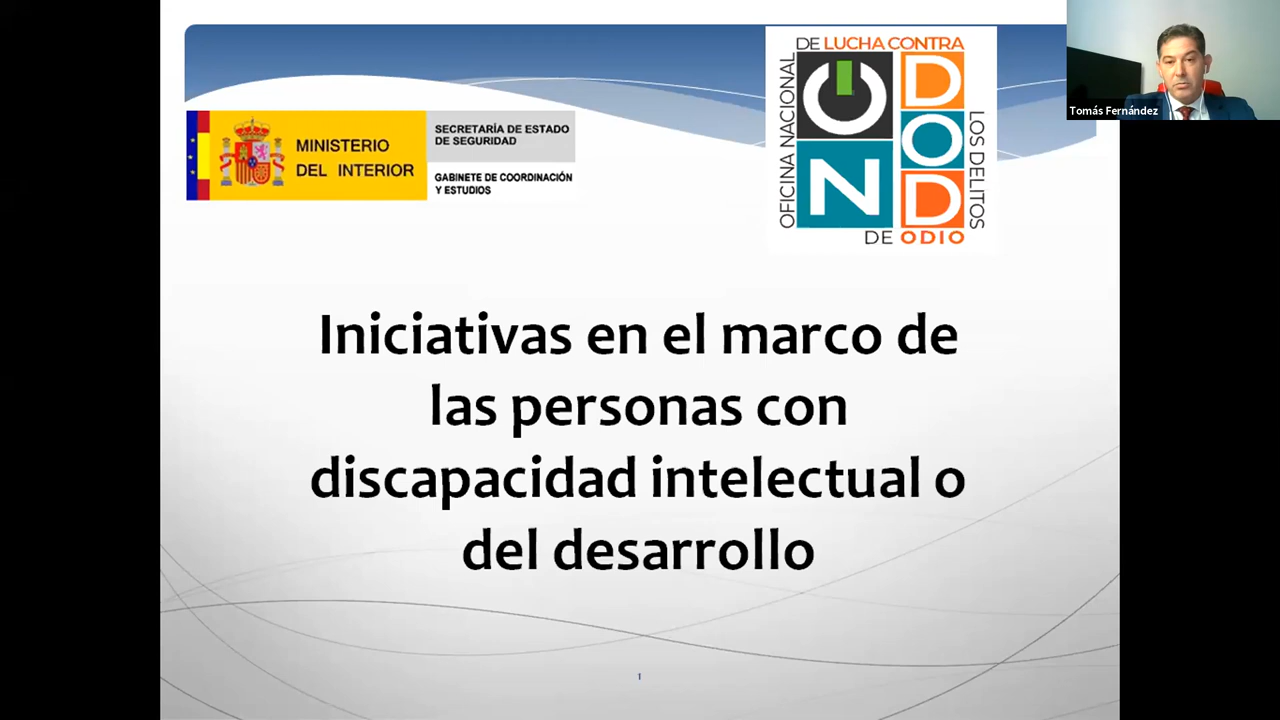 MINISTERIO
DEL INTERIOR
SECRETARÍA DE ESTADO
DE SEGURIDAD
GABINETE DE COORDINACIÓN
Y ESTUDIOS
OFICINA NACIONAL
DE LUCHA CONTRA
LOS DELITOS
DE ODIO
O
N
D
O
D
Tomás Fernández
Iniciativas en el marco de
las personas con
discapacidad intelectual o
del desarrollo
1